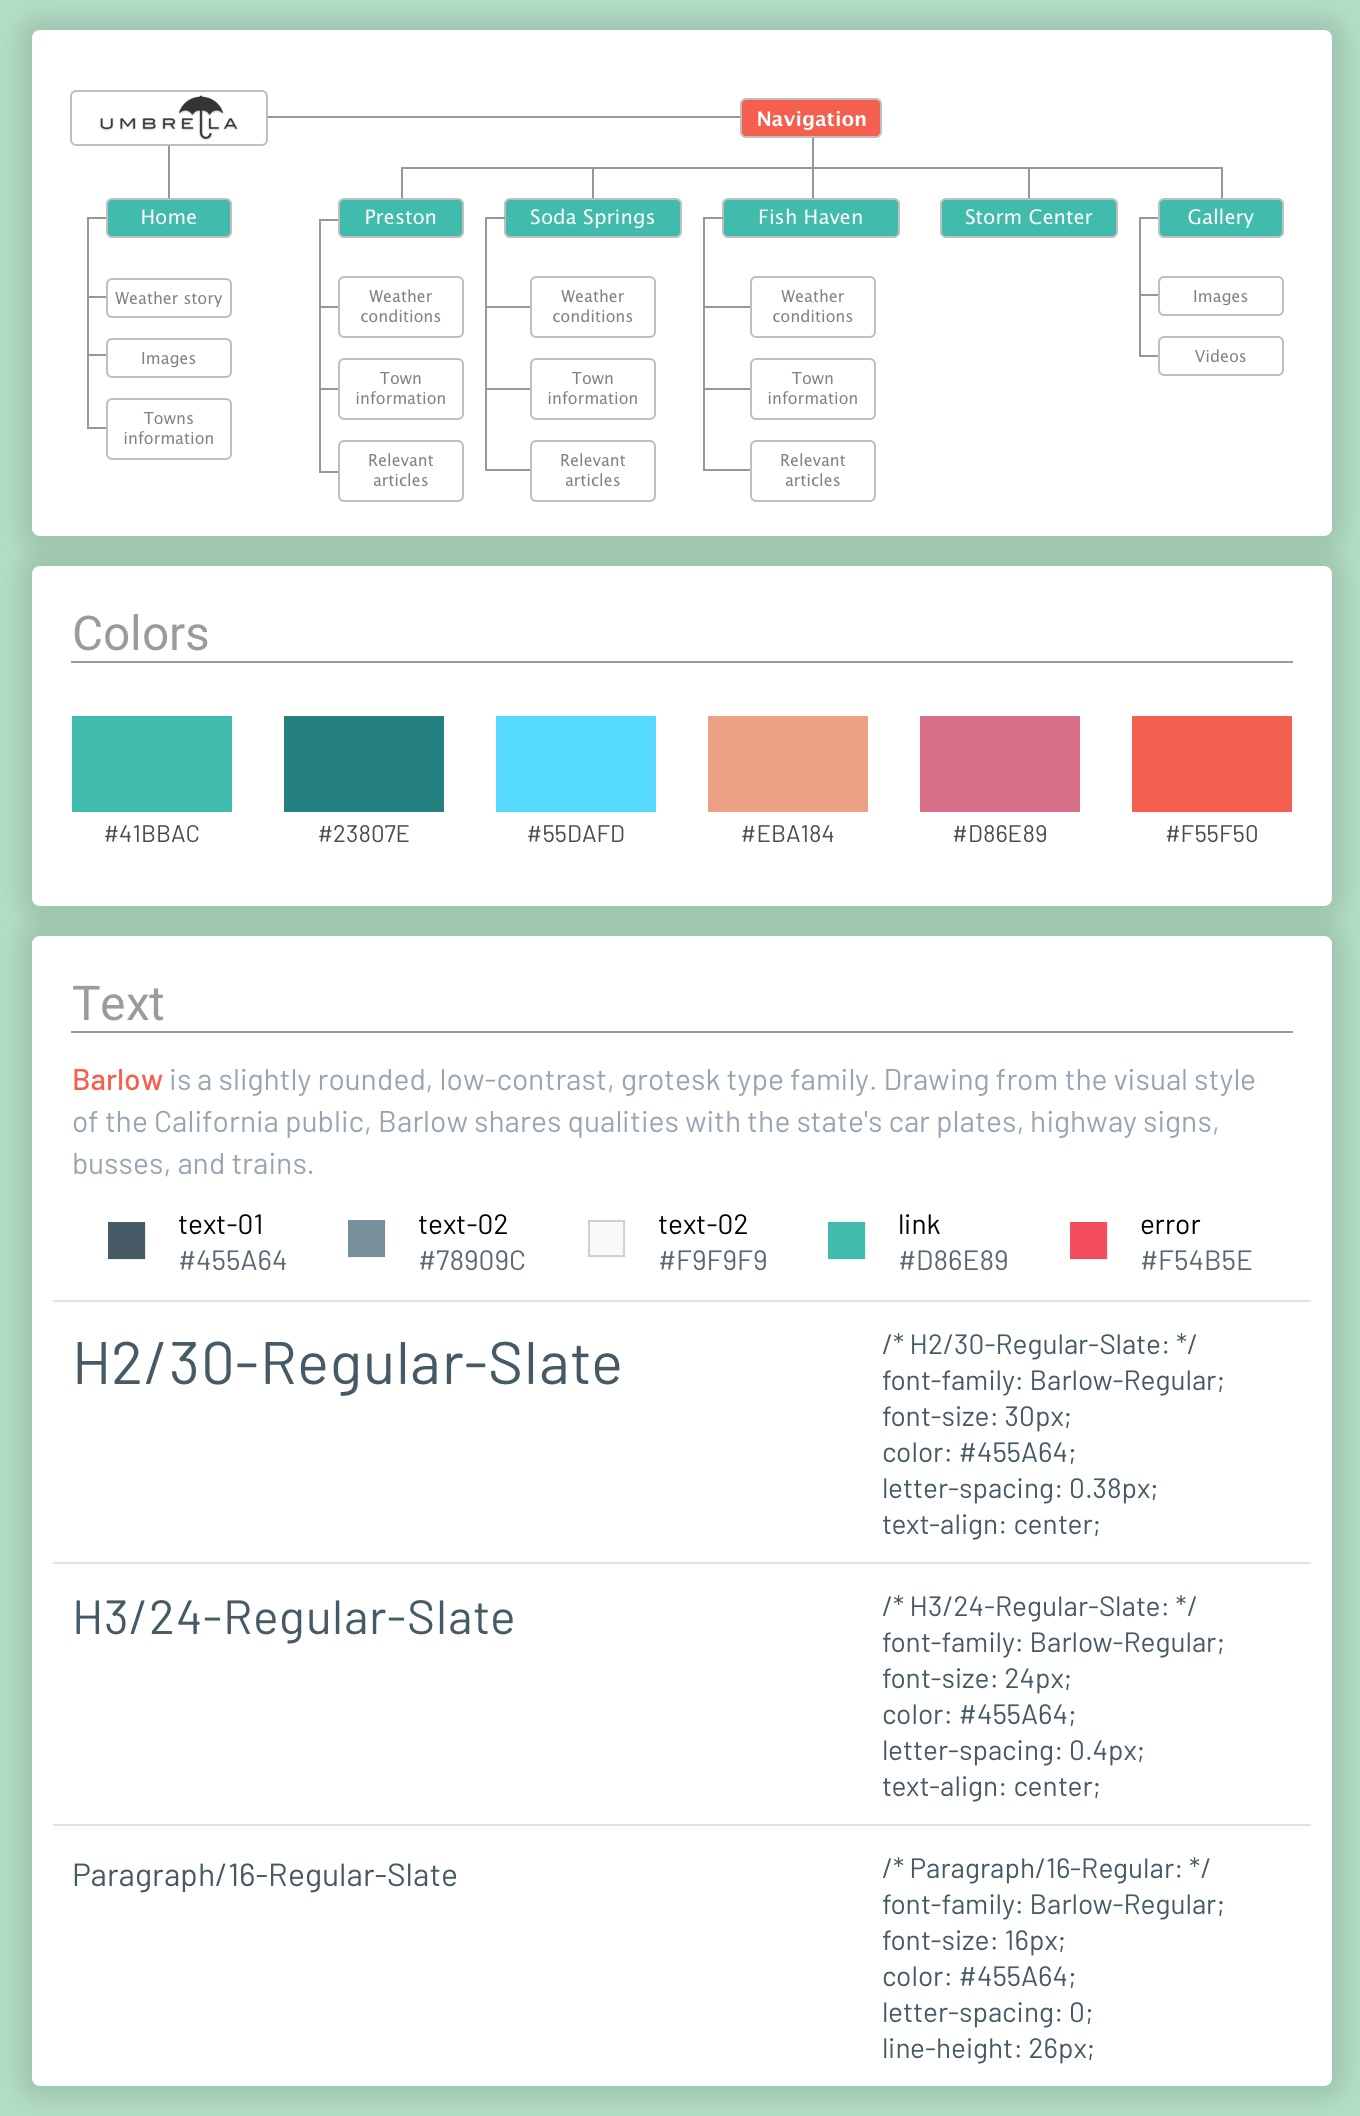 UMBRELLA
Navigation
Home
Preston
Soda Springs
Fish Haven
Storm Center
Gallery
Weather story
Images
Towns
information
Weather
conditions
Town
information
Relevant
articles
Weather
conditions
Town
information
Relevant
articles
Weather
conditions
Town
information
Relevant
articles
Images
Videos
Colors
#41BBAC
#23807E
#55DAFD
#EBA184
#D86E89
#F55F50
Text
Barlow is a slightly rounded, low-contrast, grotesk type family. Drawing from the visual style
of the California public, Barlow shares qualities with the state's car plates, highway signs,
busses, and trains.
text-01
#455A64
text-02
#78909C
text-02
#F9F9F9
link
#D86E89
error
#F54B5E
H2/30-Regular-Slate
/* H2/30-Regular-Slate: */
font-family: Barlow-Regular;
font-size: 30px;
color: #455A64;
letter-spacing: 0.38px;
text-align: center;
H3/24-Regular-Slate
/* H3/24-Regular-Slate: */
font-family: Barlow-Regular;
font-size: 24px;
color: #455A64;
letter-spacing: 0.4px;
text-align: center;
Paragraph/16-Regular-Slate
/* Paragraph/16-Regular: */
font-family: Barlow-Regular;
font-size: 16px;
color: #455A64;
letter-spacing: 0;
line-height: 26px;